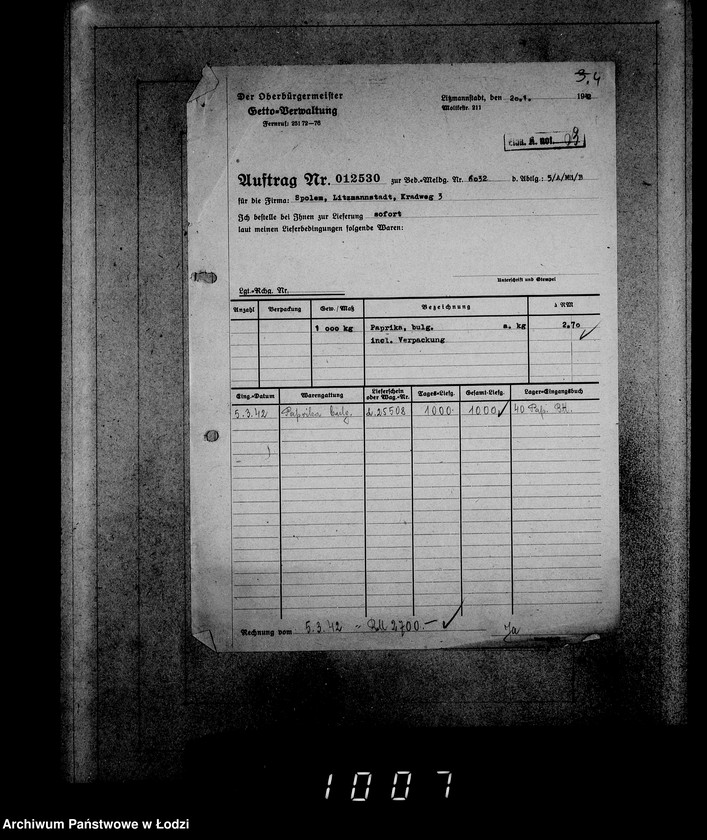 3.4
Der Oberbürgermeister
Getto-Verwaltung
Fernruf: 251 72—76
Litzmannstadt, den 20.1. 1942
Moltkestr. 211
Auftrag Nr. 012530 zur Bed.-Meldg. Nr. 6032 d. Abtlg.: 5/A/MU/B
für die Firma: Spolem, Litzmannstadt, Kradweg 3
Ich bestelle bei Ihnen zur Lieferung sofort
laut meinen Lieferbedingungen folgende Waren:
Unterschrift und Stempel
Lgt.-Rchg. Nr.
Anzahl Verpackung Gew./Maß Bezeichnung à RM
1 000 kg Paprika, bulg. a. kg 2.70
incl. Verpackung
Eing.-Datum Warengattung Lieferschein oder Wag.-Nr. Tages-Liefg. Gesamt-Liefg. Lager-Eingangsbuch
5.3.42 Paprika bulg. 25508 1000.- 1000 40 Pap.
Rechnung vom 5.3.42 - RM 2700.-
1007
Archiwum Państwowe w Łodzi